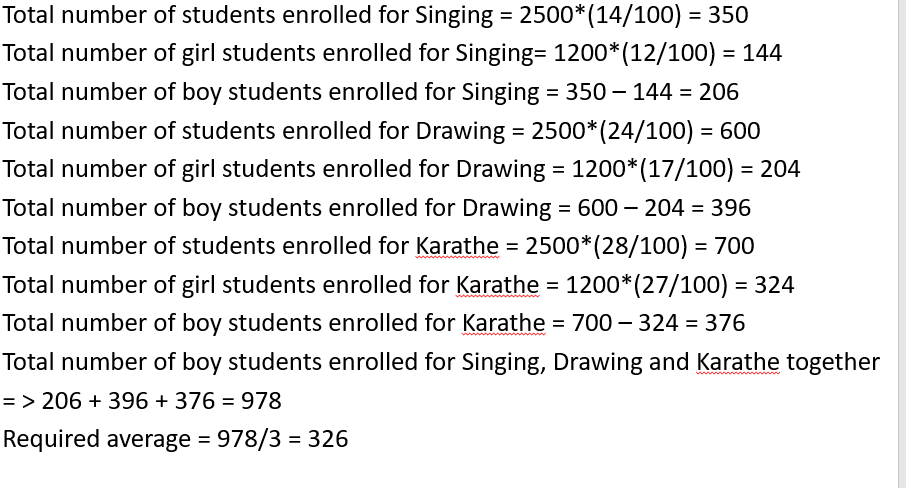 Total number of students enrolled for Singing = 2500*(14/100) = 350
Total number of girl students enrolled for Singing= 1200*(12/100) = 144
Total number of boy students enrolled for Singing = 350 – 144 = 206
Total number of students enrolled for Drawing = 2500*(24/100) = 600
Total number of girl students enrolled for Drawing = 1200*(17/100) = 204
Total number of boy students enrolled for Drawing = 600 – 204 = 396
Total number of students enrolled for Karathe = 2500*(28/100) = 700
Total number of girl students enrolled for Karathe = 1200*(27/100) = 324
Total number of boy students enrolled for Karathe = 700 – 324 = 376
Total number of boy students enrolled for Singing, Drawing and Karathe together
= > 206 + 396 + 376 = 978
Required average = 978/3 = 326